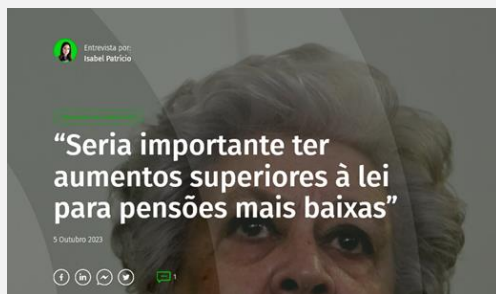 Entrevista por:
Isabel Patrício
“Seria importante ter
aumentos superiores à lei
para pensões mais baixas”
5 Outubro 2023
1